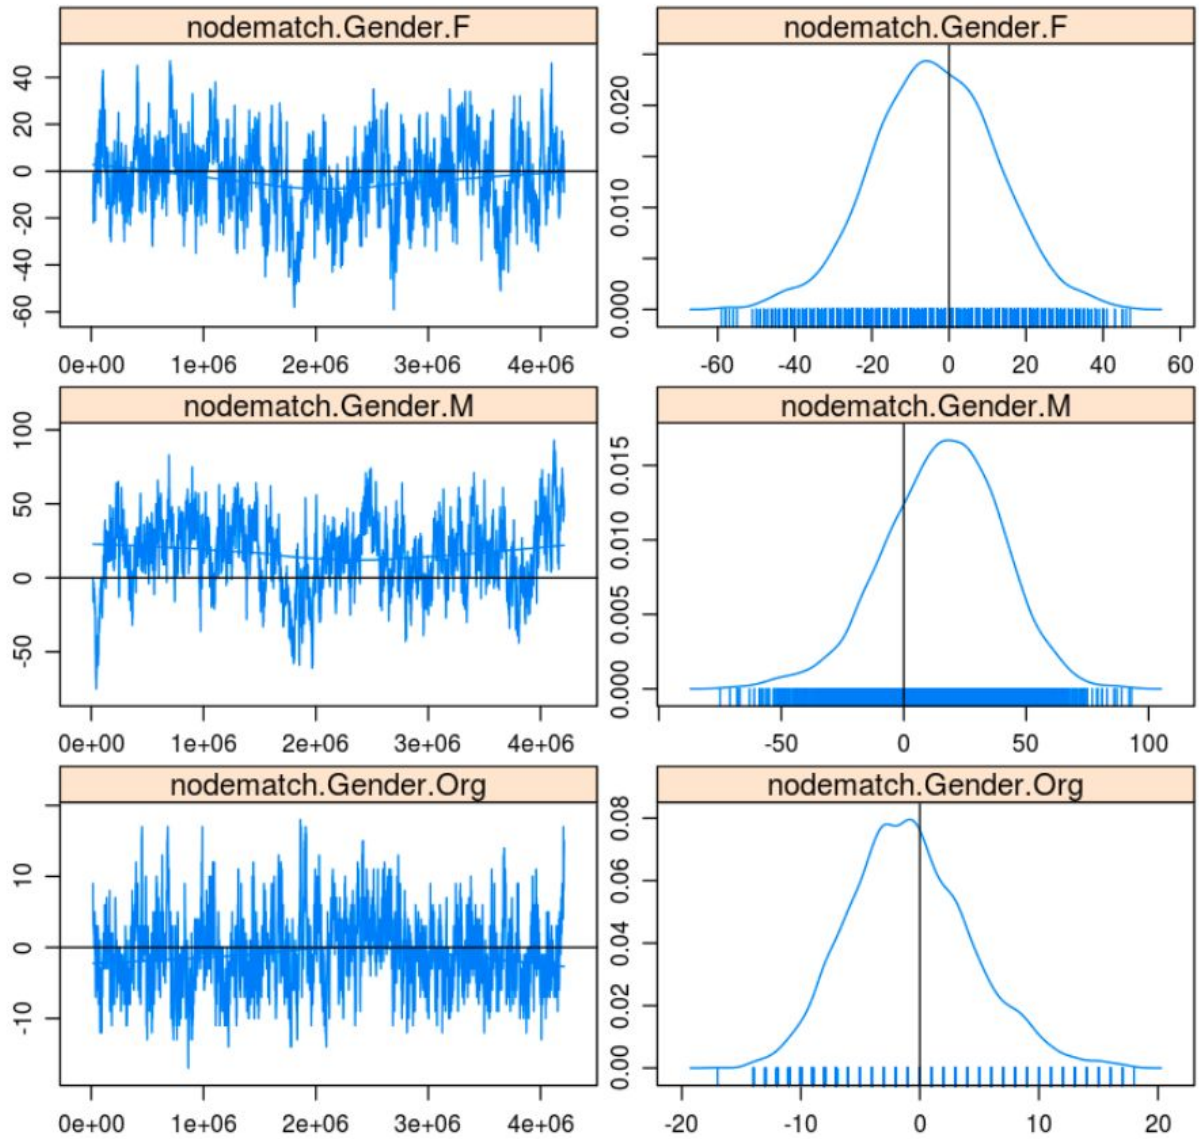 nodematch.Gender.F
40
20
0
-20
-40
-60
0e+00 1e+06 2e+06 3e+06 4e+06
nodematch.Gender.F
0.020
0.010
0.000
-60 -40 -20 0 20 40 60
nodematch.Gender.M
100
50
0
-50
0e+00 1e+06 2e+06 3e+06 4e+06
nodematch.Gender.M
0.015
0.010
0.005
0.000
-50 0 50 100
nodematch.Gender.Org
10
0
-10
0e+00 1e+06 2e+06 3e+06 4e+06
nodematch.Gender.Org
0.08
0.06
0.04
0.02
0.00
-20 -10 0 10 20